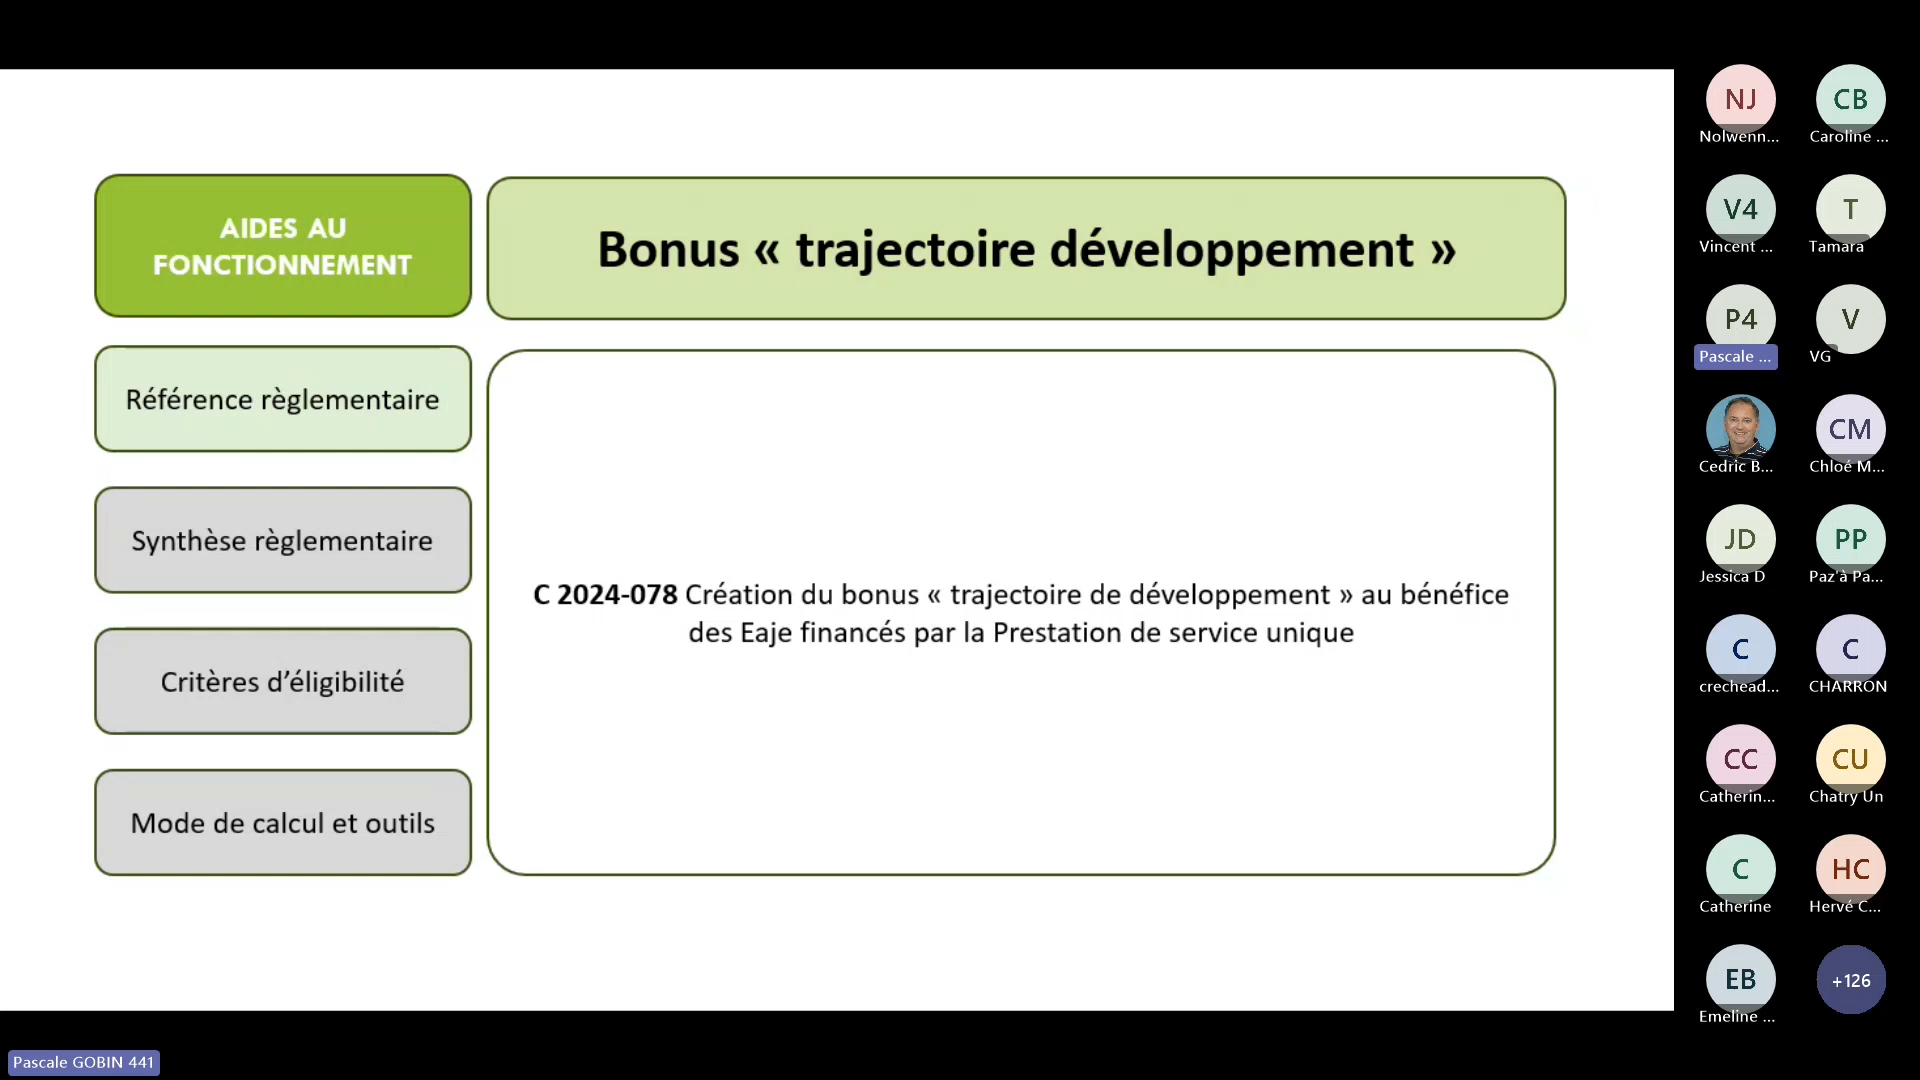 AIDES AU
FONCTIONNEMENT
Bonus « trajectoire développement »
Référence règlementaire
Synthèse règlementaire
Critères d’éligibilité
Mode de calcul et outils
C 2024-078 Création du bonus « trajectoire de développement » au bénéfice
des Eaje financés par la Prestation de service unique
NJ
Nolwenn...
CB
Caroline ...
V4
Vincent ...
T
Tamara
P4
Pascale ...
V
VG
Cedric B...
CM
Chloé M...
JD
Jessica D
PP
Paz'à Pa...
C
crechead...
C
CHARRON
CC
Catherin...
CU
Chatry Un
C
Catherine
HC
Hervé C...
EB
Emeline ...
+126
Pascale GOBIN 441